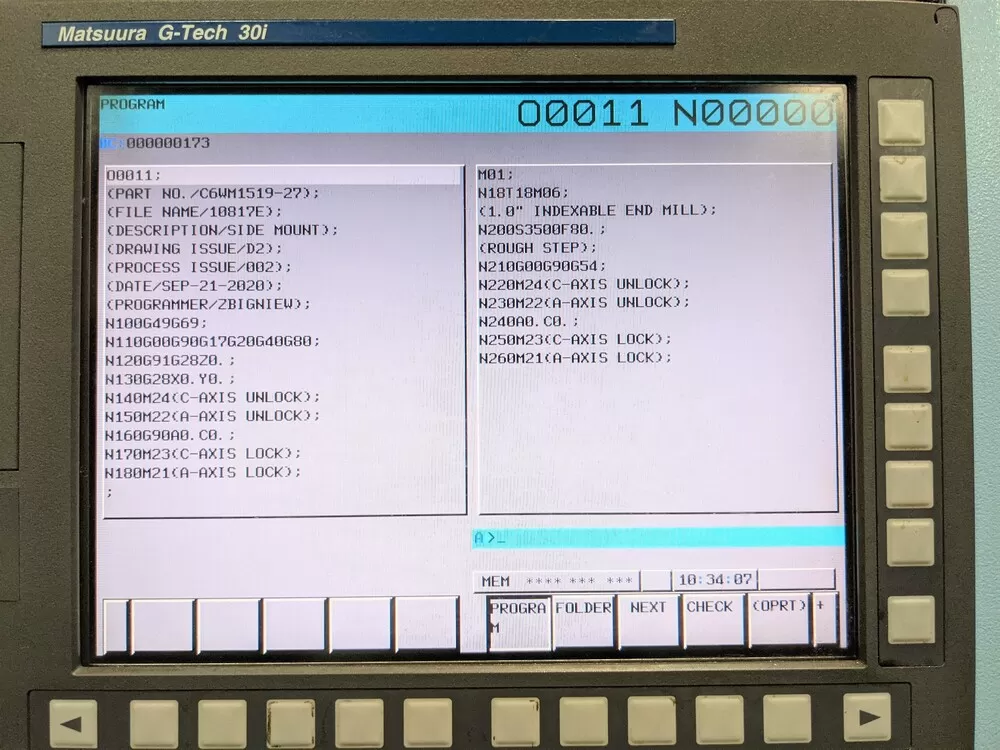 Matsuura G-Tech 30i
PROGRAM
O0011 N00000
000000173
O0011;
(PART NO./C6WM1519-27);
(FILE NAME/10817E);
(DESCRIPTION/SIDE MOUNT);
(DRAWING ISSUE/D2);
(PROCESS ISSUE/002);
(DATE/SEP-21-2020);
(PROGRAMMER/ZBIGNIEW);
N100G49G69;
N110G00G90G17G20G40G80;
N120G91G28Z0.;
N130G28X0.Y0.;
N140M24(C-AXIS UNLOCK);
N150M22(A-AXIS UNLOCK);
N160G90A0.C0.;
N170M23(C-AXIS LOCK);
N180M21(A-AXIS LOCK);
;
M01;
N18T18M06;
(1.0" INDEXABLE END MILL);
N200S3500F80.;
(ROUGH STEP);
N210G00G90G54;
N220M24(C-AXIS UNLOCK);
N230M22(A-AXIS UNLOCK);
N240A0.C0.;
N250M23(C-AXIS LOCK);
N260M21(A-AXIS LOCK);
A>_
MEM **** *** *** 10:34:07
PROGRAM FOLDER NEXT CHECK (OPRT) +